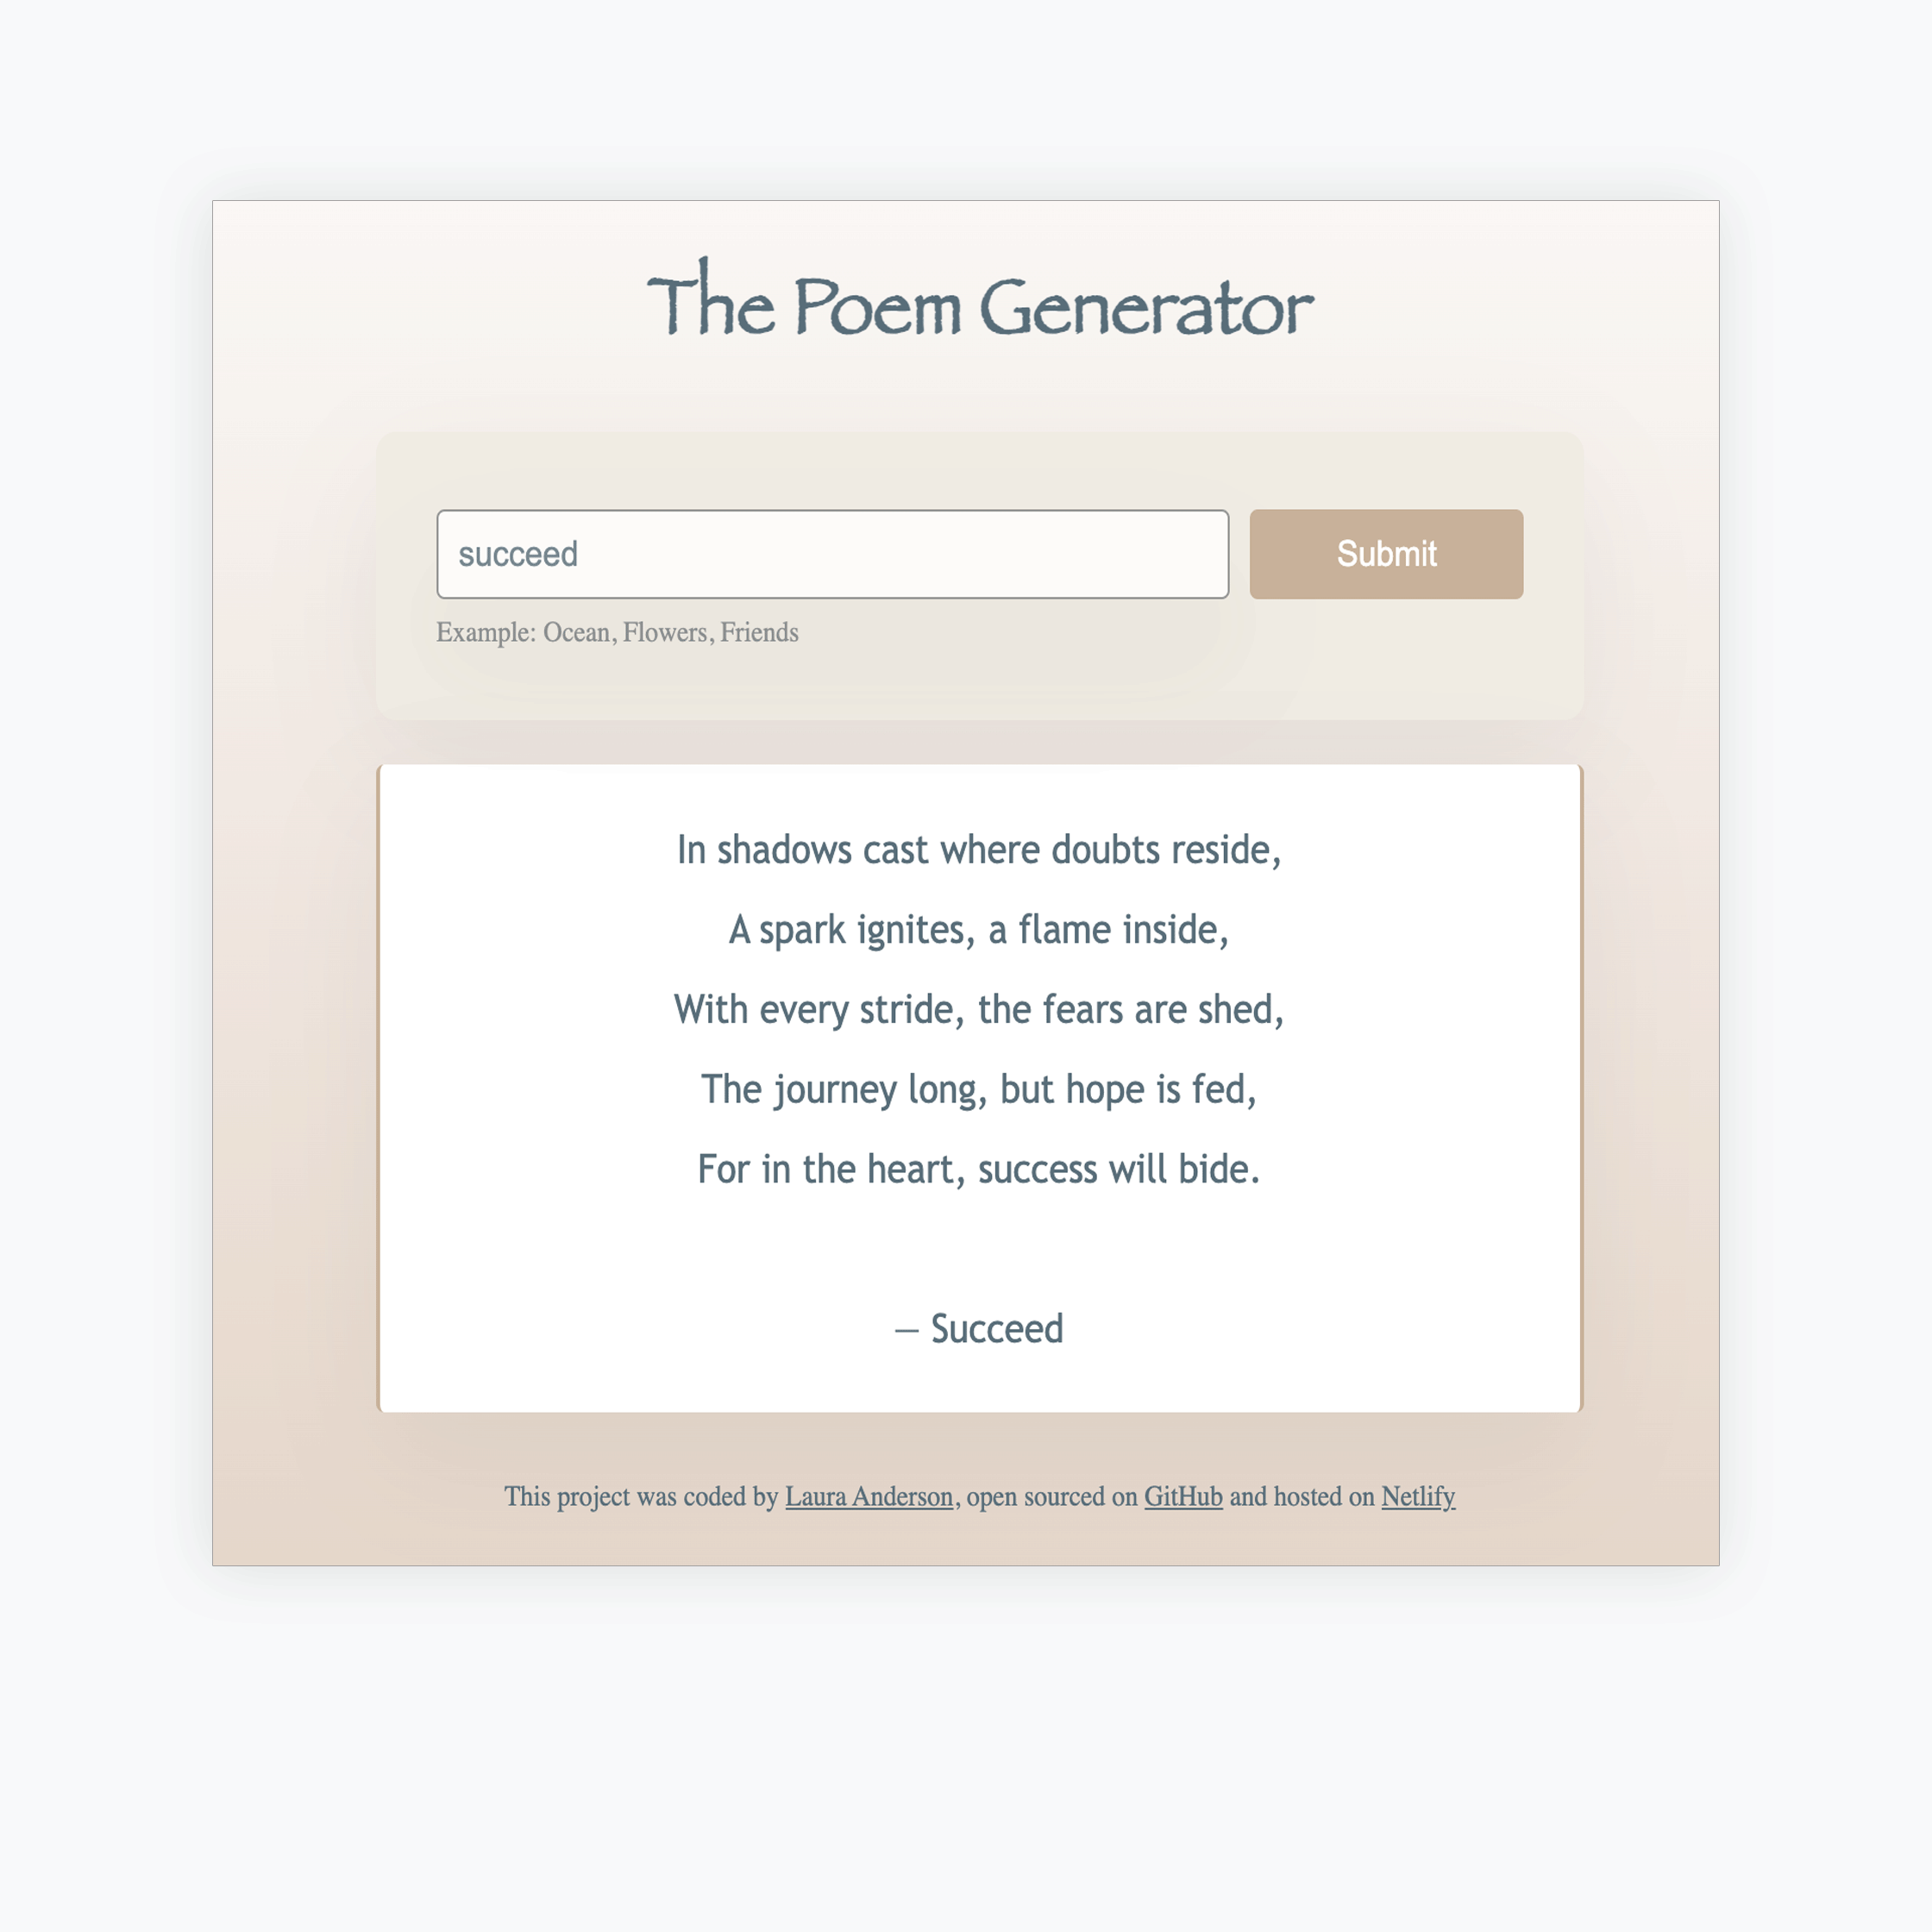 The Poem Generator
succeed
Submit
Example: Ocean, Flowers, Friends
In shadows cast where doubts reside,
A spark ignites, a flame inside,
With every stride, the fears are shed,
The journey long, but hope is fed,
For in the heart, success will bide.
— Succeed
This project was coded by Laura Anderson, open sourced on GitHub and hosted on Netlify